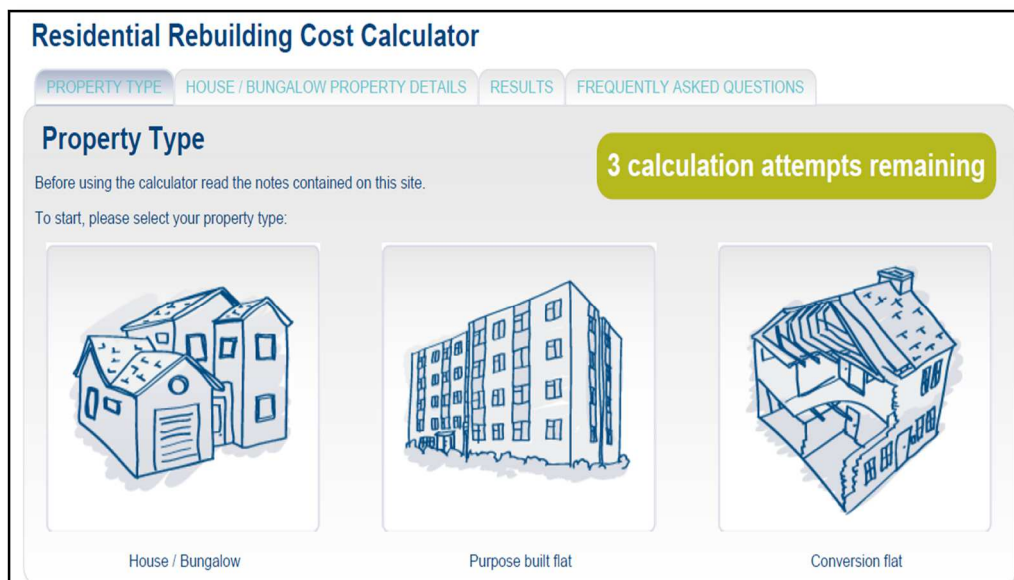 Residential Rebuilding Cost Calculator
PROPERTY TYPE HOUSE / BUNGALOW PROPERTY DETAILS RESULTS FREQUENTLY ASKED QUESTIONS
Property Type
3 calculation attempts remaining
Before using the calculator read the notes contained on this site.
To start, please select your property type:
House / Bungalow Purpose built flat Conversion flat